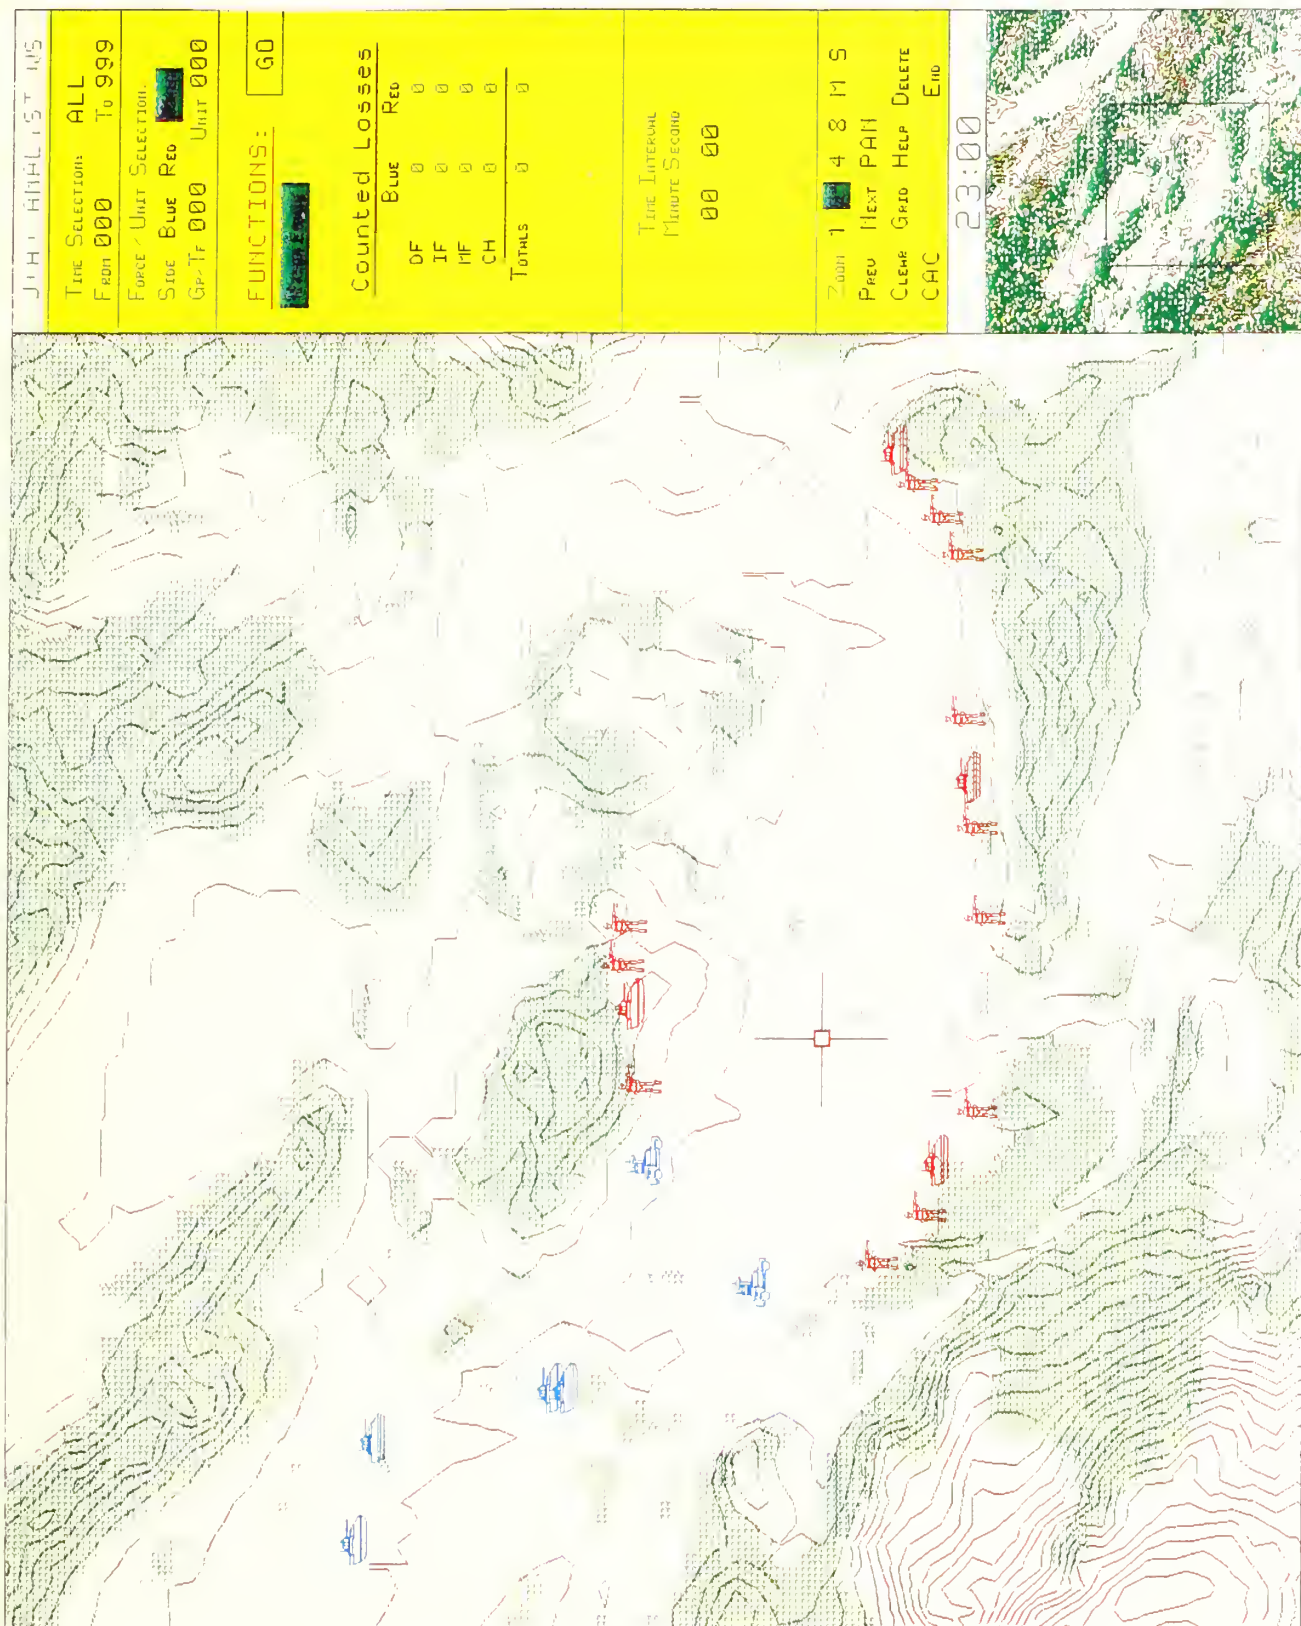 TIME SELECTION: ALL
FROM 000 TO 999
FORCE/UNIT SELECTION:
SIDE BLUE RED
GP/TF 000 UNIT 000
FUNCTIONS: GO
Counted Losses
BLUE RED
DF 0 0
IF 0 0
MF 0 0
CH 0 0
TOTALS 0 0
TIME INTERVAL
MINUTE SECOND
00 00
ZOOM 1 4 8 M S
PREV NEXT PAN
CLEAR GRID HELP DELETE
CAC END
23:00